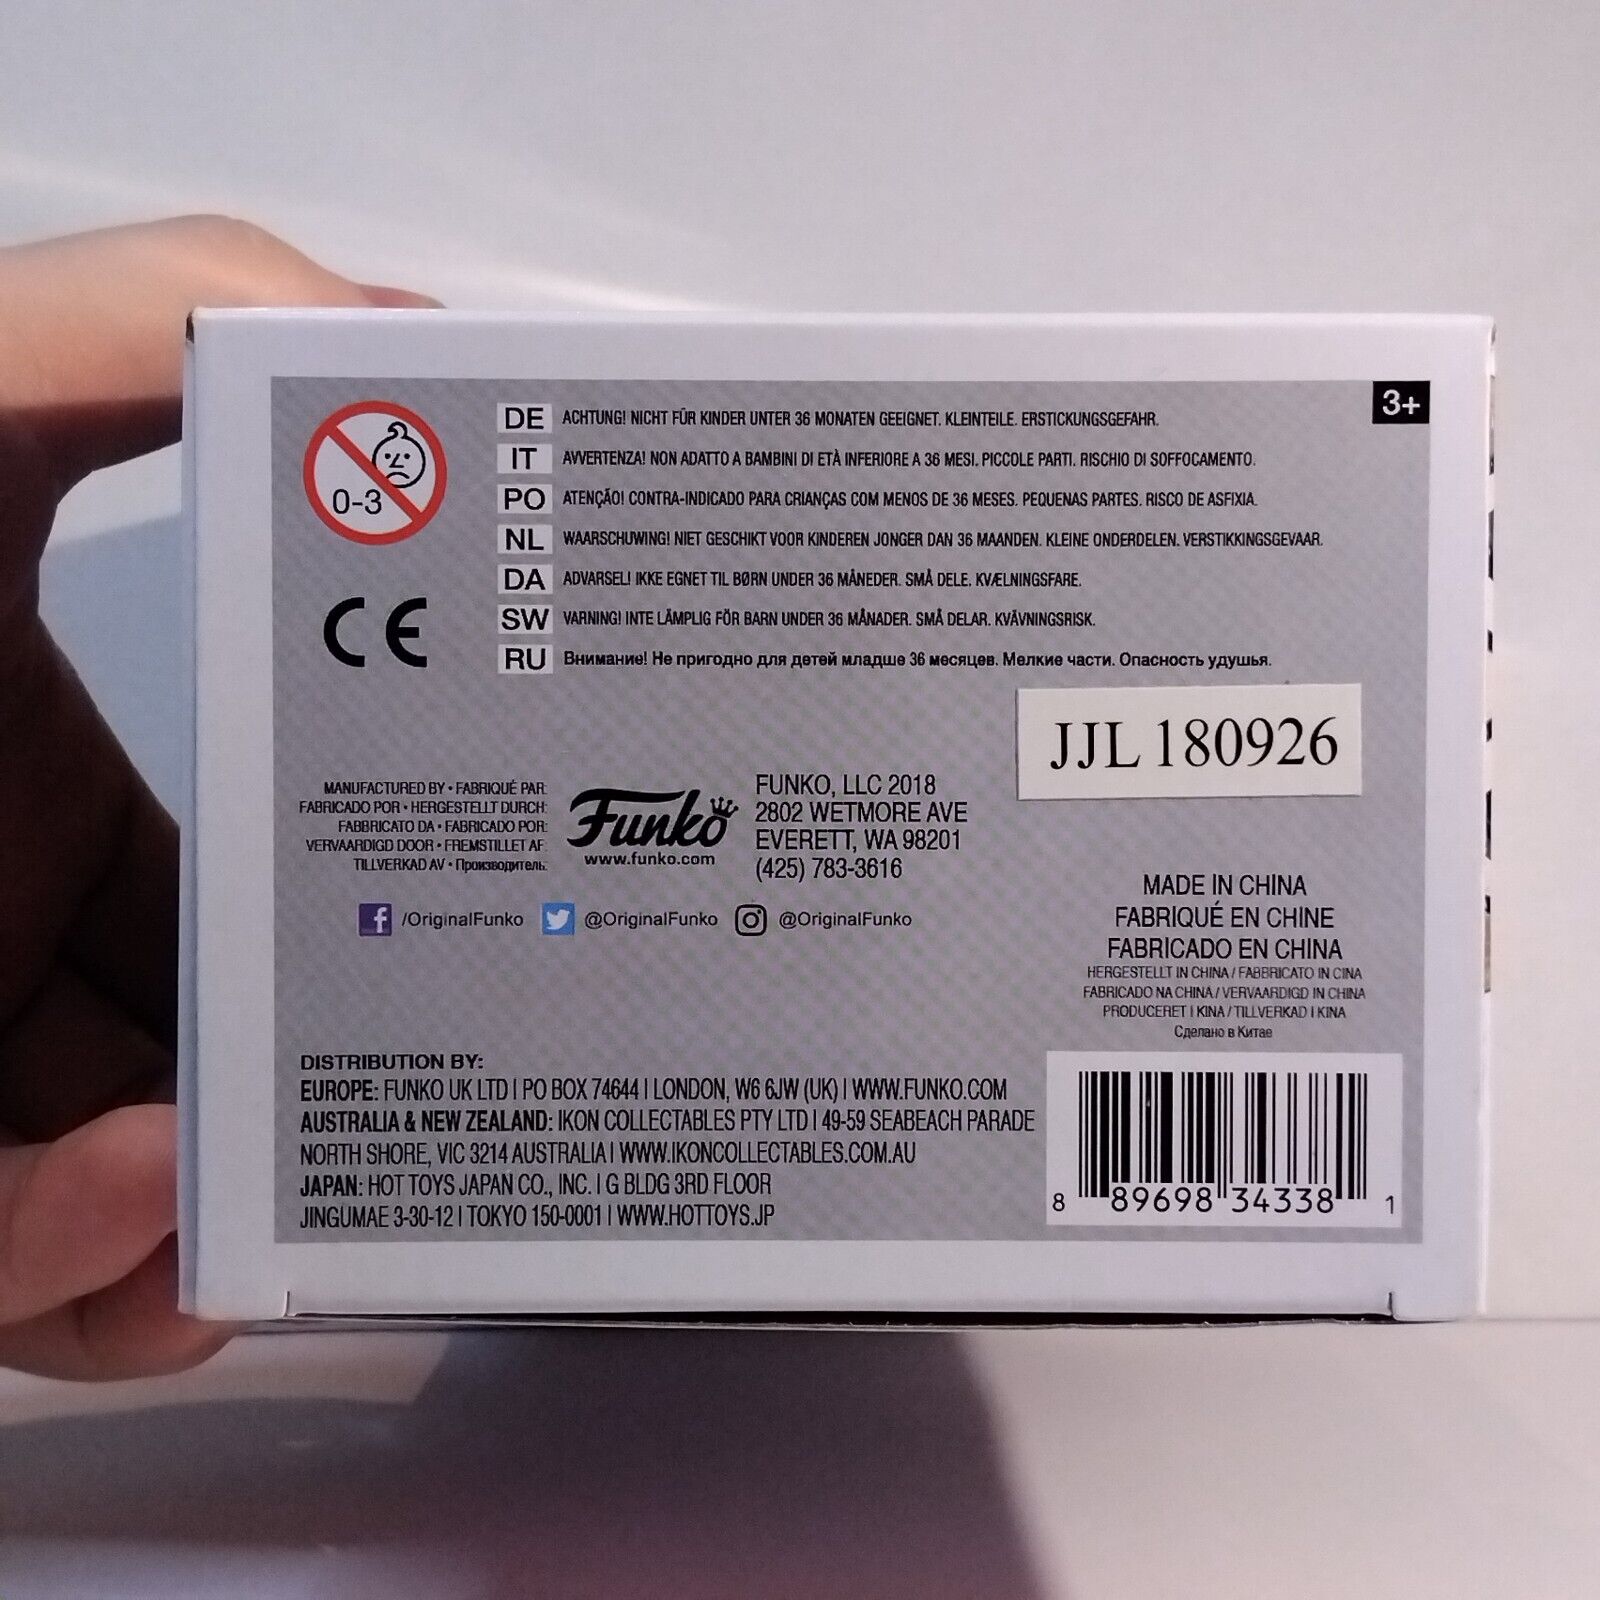 3+
0-3
DE ACHTUNG! NICHT FÜR KINDER UNTER 36 MONATEN GEEIGNET. KLEINTEILE. ERSTICKUNGSGEFAHR.
IT AVVERTENZA! NON ADATTO A BAMBINI DI ETÀ INFERIORE A 36 MESI. PICCOLE PARTI. RISCHIO DI SOFFOCAMENTO.
PO ATENÇÃO! CONTRA-INDICADO PARA CRIANÇAS COM MENOS DE 36 MESES. PEQUENAS PARTES. RISCO DE ASFIXIA.
NL WAARSCHUWING! NIET GESCHIKT VOOR KINDEREN JONGER DAN 36 MAANDEN. KLEINE ONDERDELEN. VERSTIKKINGSGEVAAR.
DA ADVARSEL! IKKE EGNET TIL BØRN UNDER 36 MÅNEDER. SMÅ DELE. KVÆLNINGSFARE.
SW VARNING! INTE LÄMPLIG FÖR BARN UNDER 36 MÅNADER. SMÅ DELAR. KVÄVNINGSRISK.
RU Внимание! Не пригодно для детей младше 36 месяцев. Мелкие части. Опасность удушья.
CE
JJL 180926
MANUFACTURED BY • FABRIQUÉ PAR:
FABRICADO POR • HERGESTELLT DURCH:
FABBRICATO DA • FABRICADO POR:
VERVAARDIGD DOOR • FREMSTILLET AF:
TILLVERKAD AV • Производитель:
Funko
www.funko.com
FUNKO, LLC 2018
2802 WETMORE AVE
EVERETT, WA 98201
(425) 783-3616
f /OriginalFunko @OriginalFunko @OriginalFunko
MADE IN CHINA
FABRIQUÉ EN CHINE
FABRICADO EN CHINA
HERGESTELLT IN CHINA / FABBRICATO IN CINA
FABRICADO NA CHINA / VERVAARDIGD IN CHINA
PRODUCERET I KINA / TILLVERKAD I KINA
Сделано в Китае
DISTRIBUTION BY:
EUROPE: FUNKO UK LTD | PO BOX 74644 | LONDON, W6 6JW (UK) | WWW.FUNKO.COM
AUSTRALIA & NEW ZEALAND: IKON COLLECTABLES PTY LTD | 49-59 SEABEACH PARADE
NORTH SHORE, VIC 3214 AUSTRALIA | WWW.IKONCOLLECTABLES.COM.AU
JAPAN: HOT TOYS JAPAN CO., INC. | G BLDG 3RD FLOOR
JINGUMAE 3-30-12 | TOKYO 150-0001 | WWW.HOTTOYS.JP
8 89698 34338 1